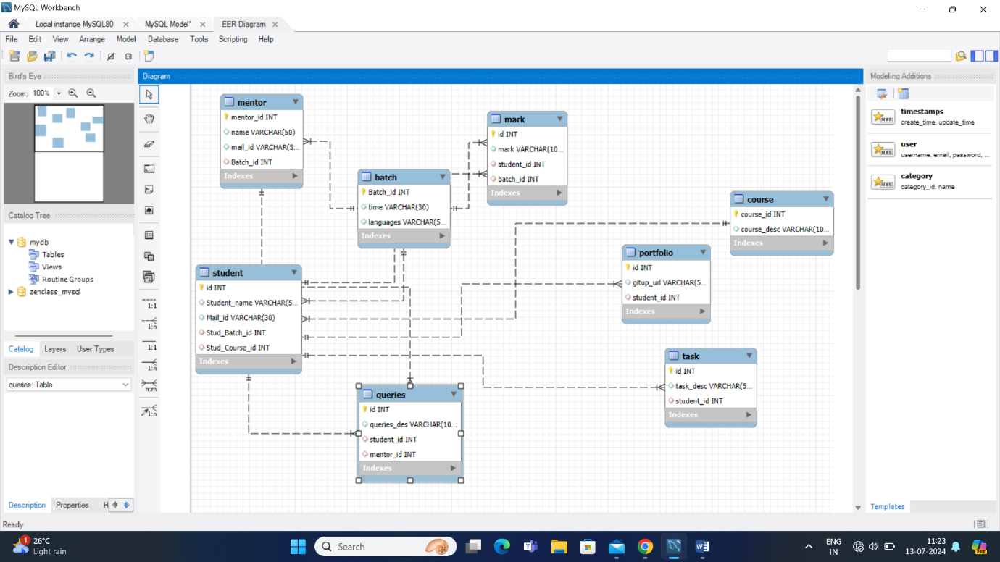 MySQL Workbench
Local instance MySQL80
MySQL Model*
EER Diagram
File Edit View Arrange Model Database Tools Scripting Help
Bird's Eye
Zoom: 100%
Catalog Tree
mydb
Tables
Views
Routine Groups
zenclass_mysql
Catalog Layers User Types
Description Editor
queries: Table
Description Properties H
Ready
1:1
1:n
1:1
1:n
n:m
1:n
Diagram
mentor
mentor_id INT
name VARCHAR(50)
mail_id VARCHAR(5...
Batch_id INT
Indexes
mark
id INT
mark VARCHAR(10...
student_id INT
batch_id INT
Indexes
batch
Batch_id INT
time VARCHAR(30)
languages VARCHAR(5...
Indexes
course
course_id INT
course_desc VARCHAR(10...
Indexes
portfolio
id INT
gitup_url VARCHAR(5...
student_id INT
Indexes
student
id INT
Student_name VARCHAR(5...
Mail_id VARCHAR(30)
Stud_Batch_id INT
Stud_Course_id INT
Indexes
task
id INT
task_desc VARCHAR(5...
student_id INT
Indexes
queries
id INT
queries_des VARCHAR(10...
student_id INT
mentor_id INT
Indexes
Modeling Additions
timestamps
create_time, update_time
user
username, email, password, ...
category
category_id, name
Templates
1
26°C
Light rain
Search
ENG
IN
11:23
13-07-2024